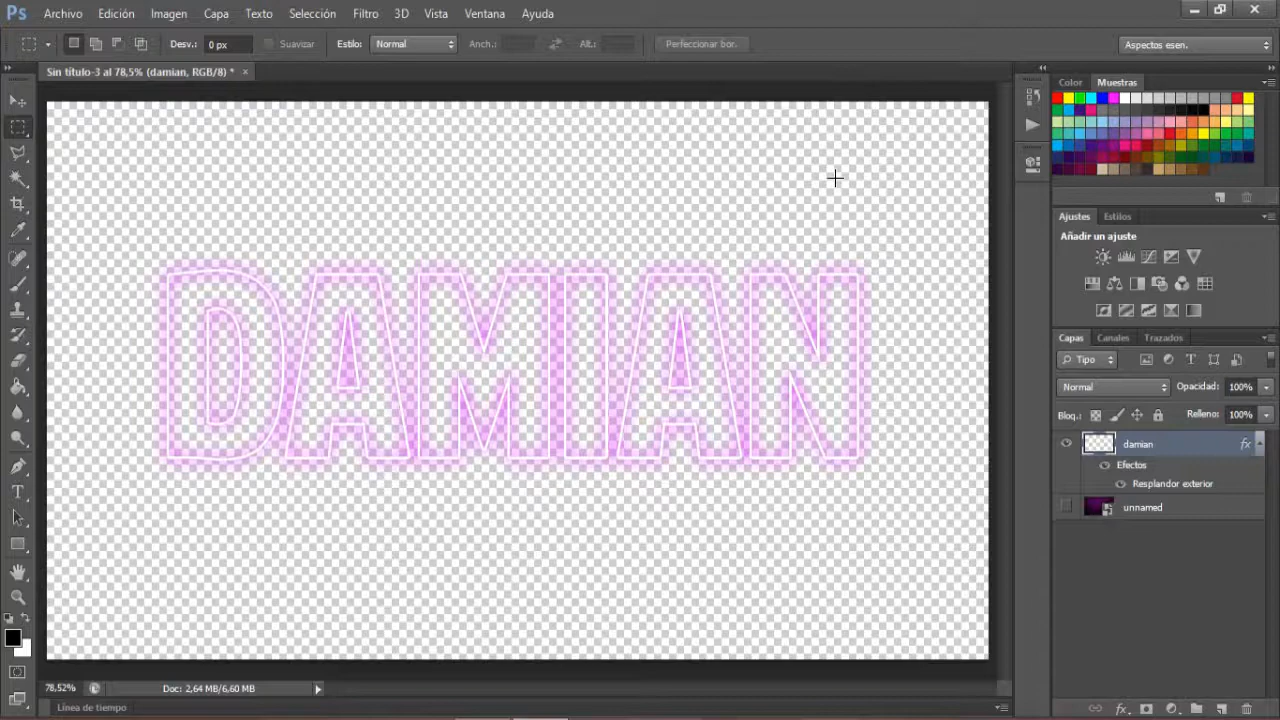 Ps Archivo Edición Imagen Capa Texto Selección Filtro 3D Vista Ventana Ayuda
Desv.: 0 px Suavizar Estilo: Normal Anch.: Alt.: Perfeccionar bor. Aspectos esen.
Sin título-3 al 78,5% (damian, RGB/8) * ×
Color Muestras
Ajustes Estilos
Añadir un ajuste
DAMIAN
Capas Canales Trazados
Tipo
Normal Opacidad: 100%
Bloq.: Relleno: 100%
damian fx
Efectos
Resplandor exterior
unnamed
78,52% Doc: 2,64 MB/6,60 MB
Línea de tiempo fx